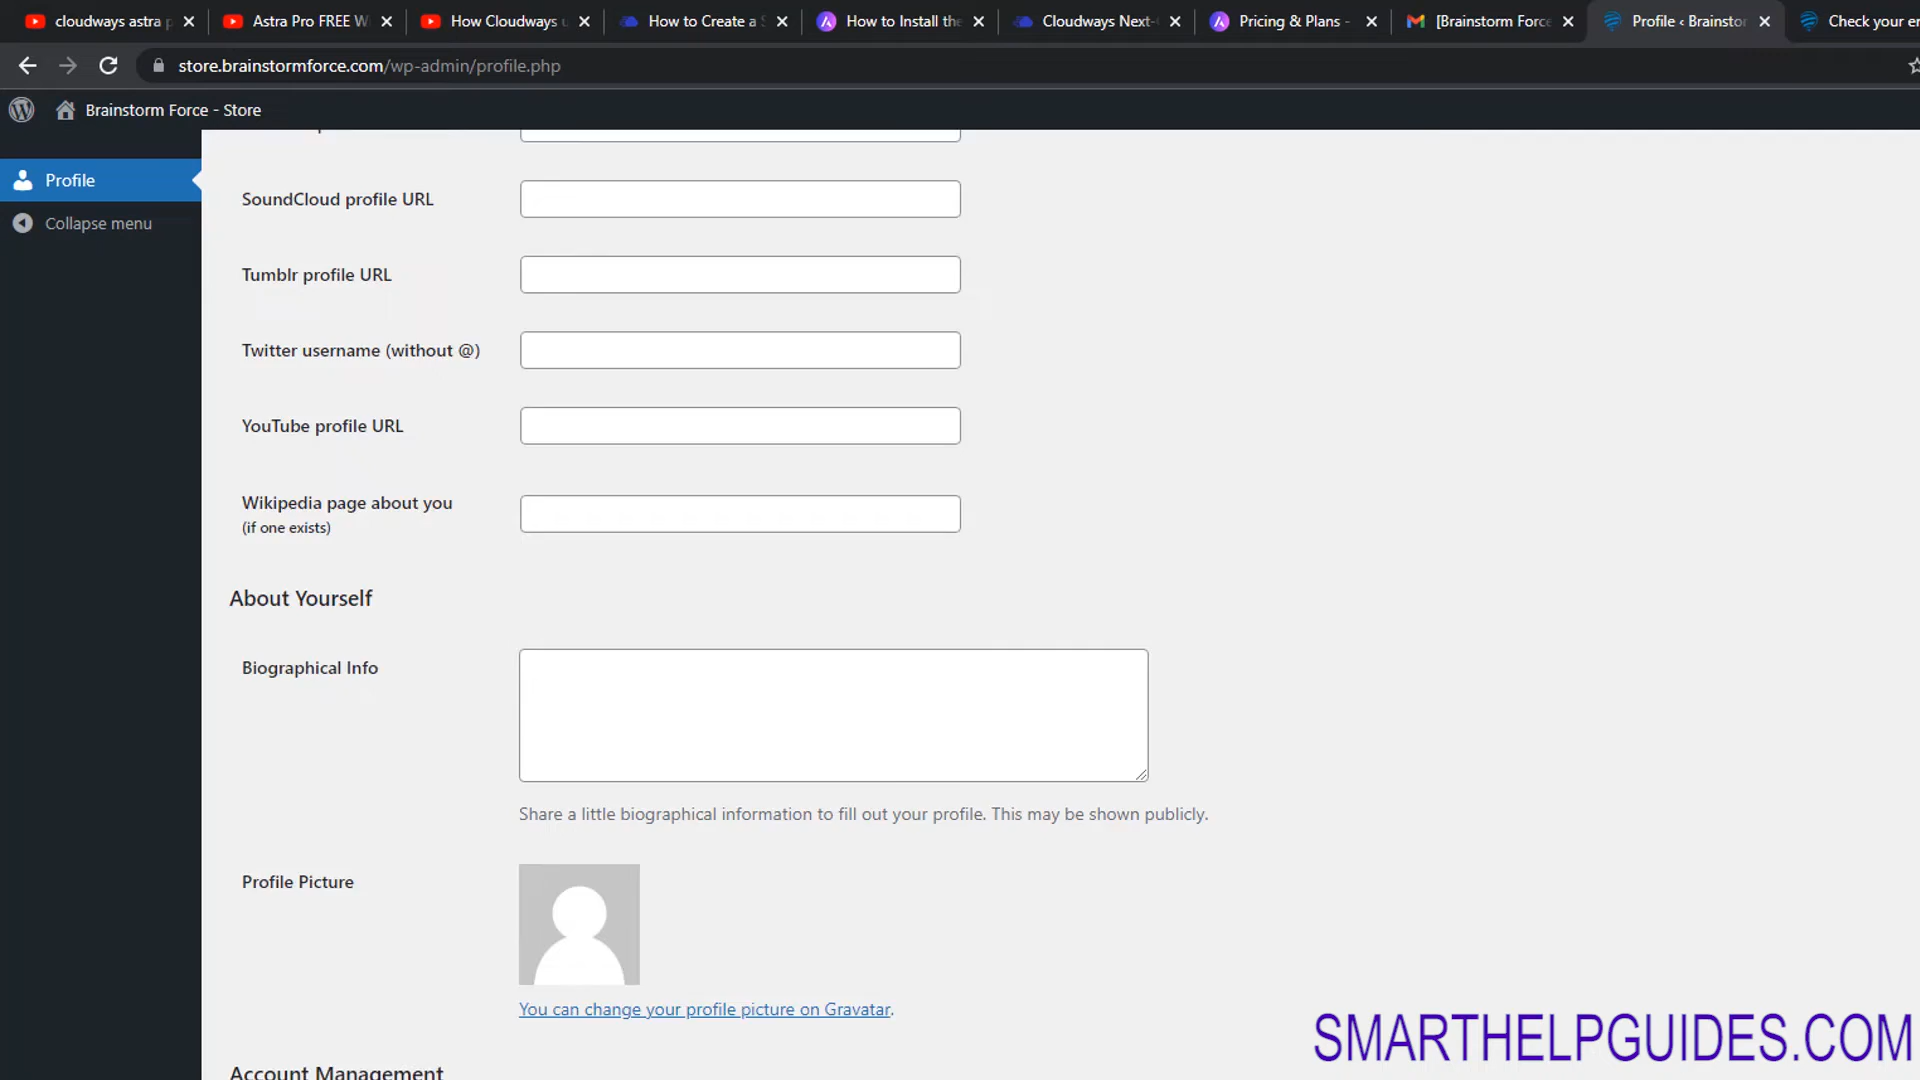 cloudways astra p
Astra Pro FREE W
How Cloudways u
How to Create a S
How to Install the
Cloudways Next-
Pricing & Plans -
[Brainstorm Force
Profile ‹ Brainstor
Check your em
store.brainstormforce.com/wp-admin/profile.php
Brainstorm Force - Store
Profile
Collapse menu
SoundCloud profile URL
Tumblr profile URL
Twitter username (without @)
YouTube profile URL
Wikipedia page about you
(if one exists)
About Yourself
Biographical Info
Share a little biographical information to fill out your profile. This may be shown publicly.
Profile Picture
You can change your profile picture on Gravatar.
Account Management
SMARTHELPGUIDES.COM